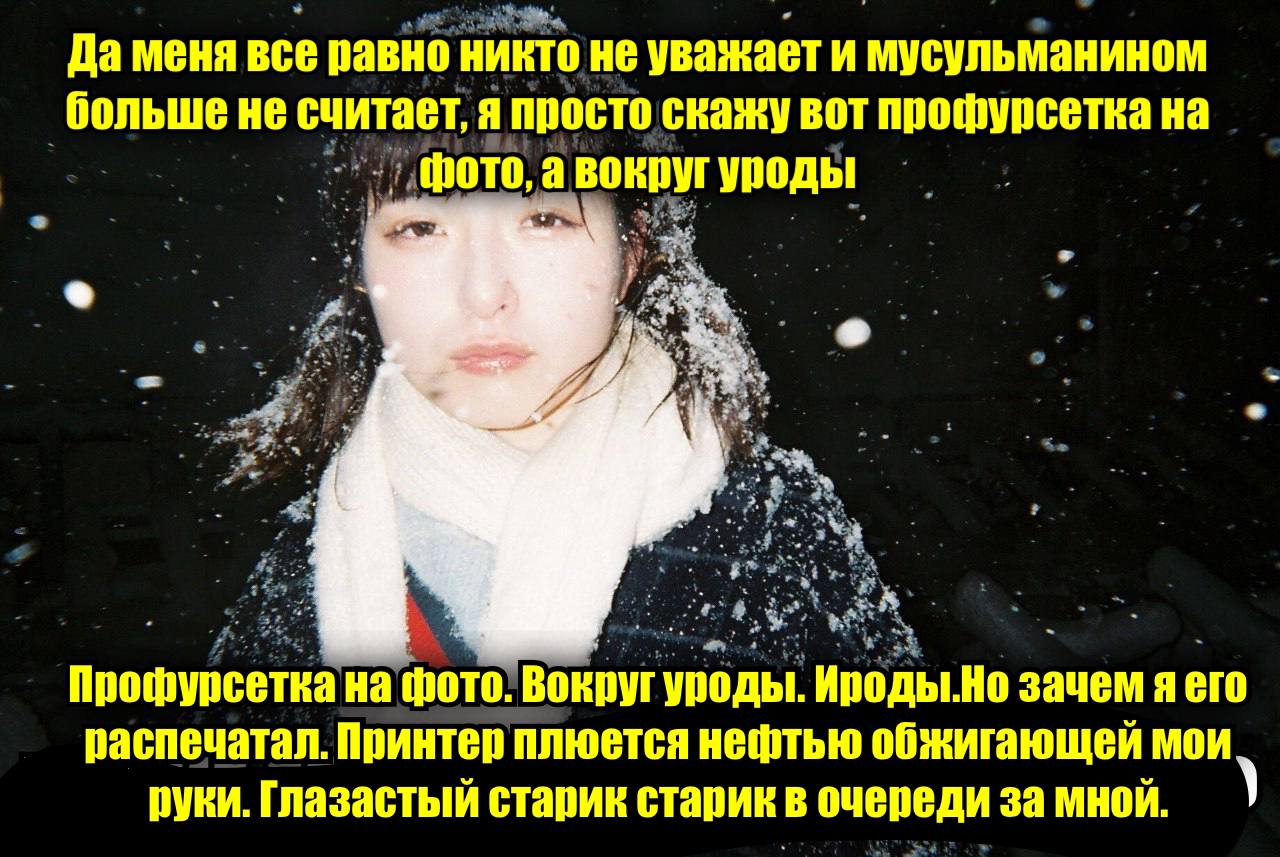 Да меня все равно никто не уважает и мусульманином
больше не считает, я просто скажу вот профурсетка на
фото, а вокруг уроды
Профурсетка на фото. Вокруг уроды. Ироды.Но зачем я его
распечатал. Принтер плюется нефтью обжигающей мои
руки. Глазастый старик старик в очереди за мной.